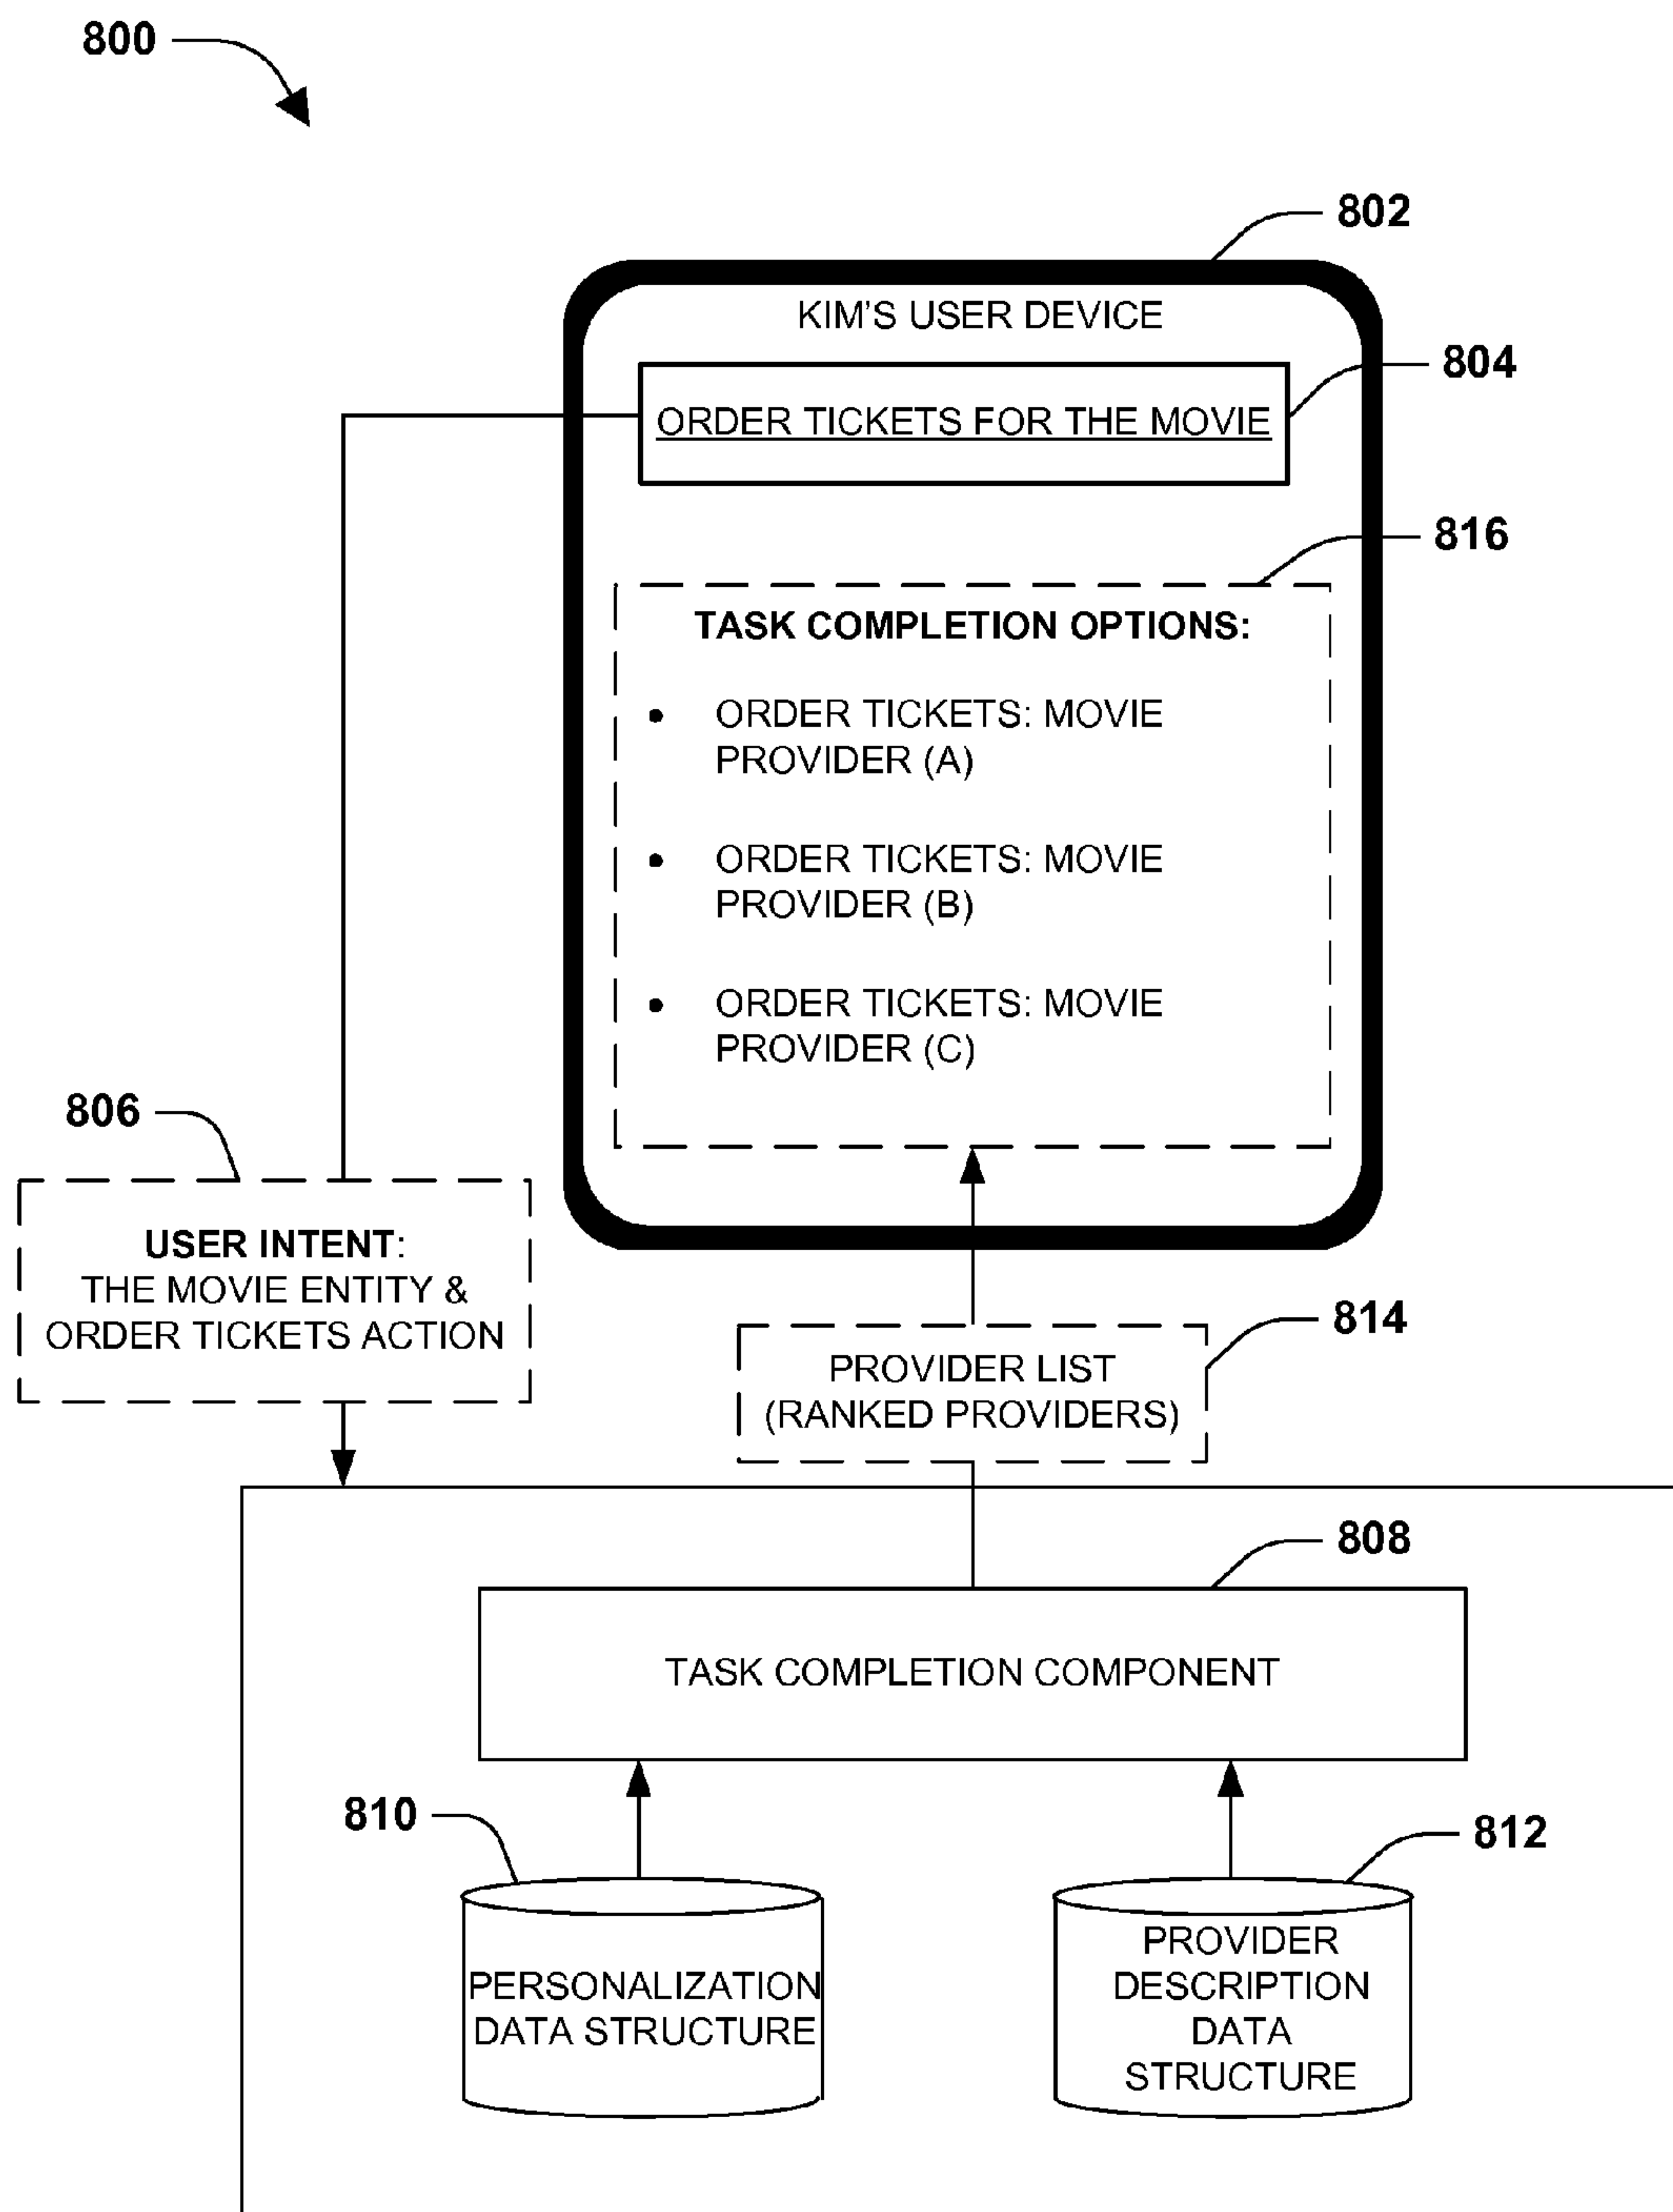 800
802
KIM'S USER DEVICE
804
ORDER TICKETS FOR THE MOVIE
816
TASK COMPLETION OPTIONS:
• ORDER TICKETS: MOVIE
PROVIDER (A)
• ORDER TICKETS: MOVIE
PROVIDER (B)
• ORDER TICKETS: MOVIE
PROVIDER (C)
806
USER INTENT:
THE MOVIE ENTITY &
ORDER TICKETS ACTION
814
PROVIDER LIST
(RANKED PROVIDERS)
808
TASK COMPLETION COMPONENT
810
812
PERSONALIZATION
DATA STRUCTURE
PROVIDER
DESCRIPTION
DATA
STRUCTURE